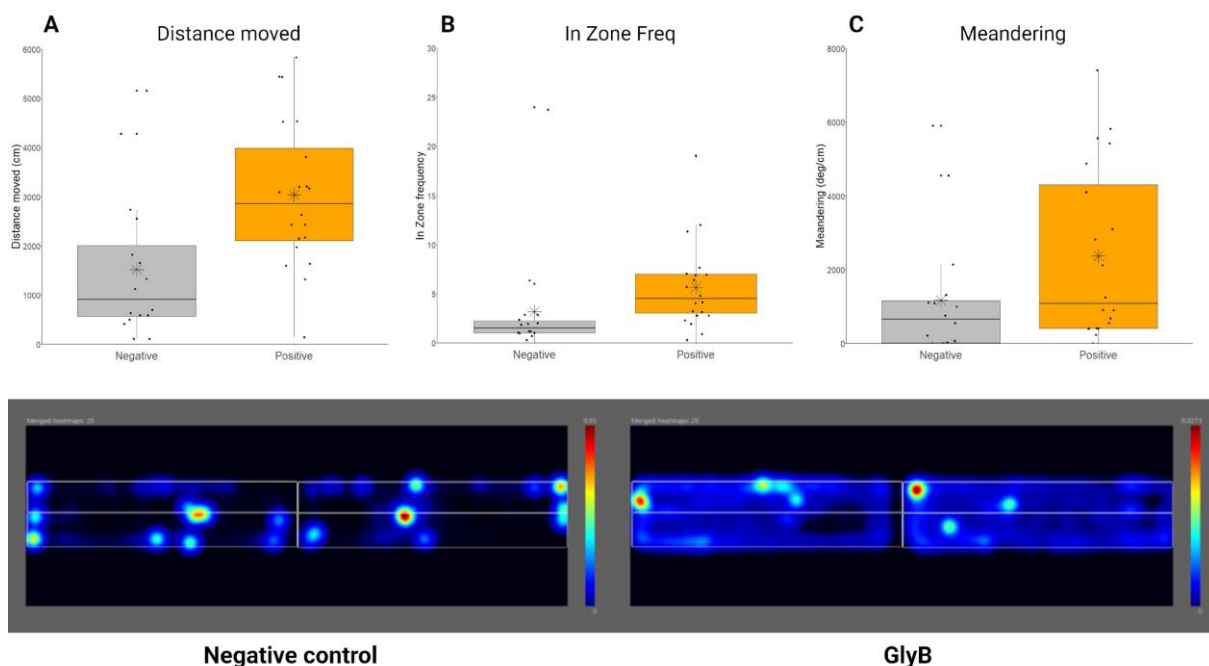 A Distance moved
6000
5000
4000
3000
2000
1000
0
Distance moved (cm)
Negative Positive
B In Zone Freq
30
25
20
15
10
5
0
In Zone frequency
Negative Positive
C Meandering
8000
6000
4000
2000
0
Meandering (deg/cm)
Negative Positive
Merged heatmaps: 20
0.05
0
Merged heatmaps: 20
0.0273
0
Negative control
GlyB